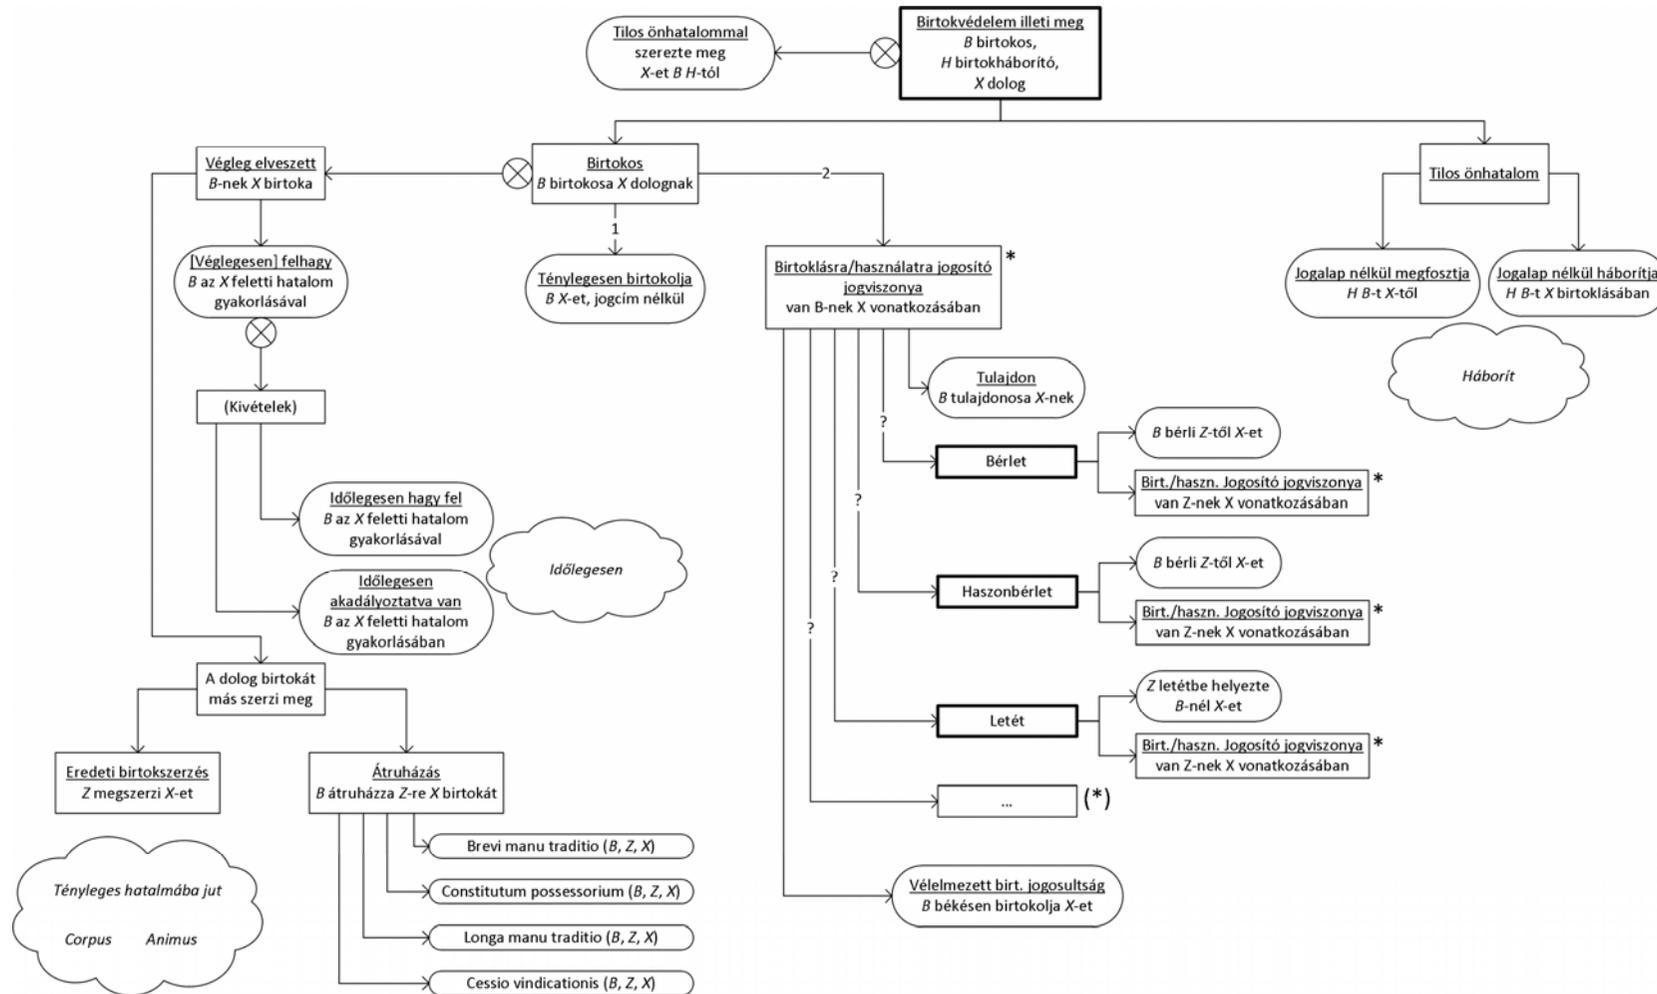 Tilos önhatalommal
szerezte meg
X-et B H-tól
Birtokvédelem illeti meg
B birtokos,
H birtokháborító,
X dolog
Végleg elveszett
B-nek X birtoka
Birtokos
B birtokosa X dolognak
2
Tilos önhatalom
1
[Véglegesen] felhagy
B az X feletti hatalom
gyakorlásával
Ténylegesen birtokolja
B X-et, jogcím nélkül
Birtoklásra/használatra jogosító
jogviszonya
van B-nek X vonatkozásában
*
Jogalap nélkül megfosztja
H B-t X-től
Jogalap nélkül háborítja
H B-t X birtoklásában
Háborít
(Kivételek)
Tulajdon
B tulajdonosa X-nek
?
Bérlet
B bérli Z-től X-et
Birt./haszn. Jogosító jogviszonya
van Z-nek X vonatkozásában
*
Időlegesen hagy fel
B az X feletti hatalom
gyakorlásával
Időlegesen
?
Haszonbérlet
B bérli Z-től X-et
Birt./haszn. Jogosító jogviszonya
van Z-nek X vonatkozásában
*
Időlegesen
akadályoztatva van
B az X feletti hatalom
gyakorlásában
?
?
A dolog birtokát
más szerzi meg
Letét
Z letétbe helyezte
B-nél X-et
Birt./haszn. Jogosító jogviszonya
van Z-nek X vonatkozásában
*
Eredeti birtokszerzés
Z megszerzi X-et
Átruházás
B átruházza Z-re X birtokát
...
(*)
Brevi manu traditio (B, Z, X)
Constitutum possessorium (B, Z, X)
Longa manu traditio (B, Z, X)
Cessio vindicationis (B, Z, X)
Tényleges hatalmába jut
Corpus Animus
Vélelmezett birt. jogosultság
B békésen birtokolja X-et